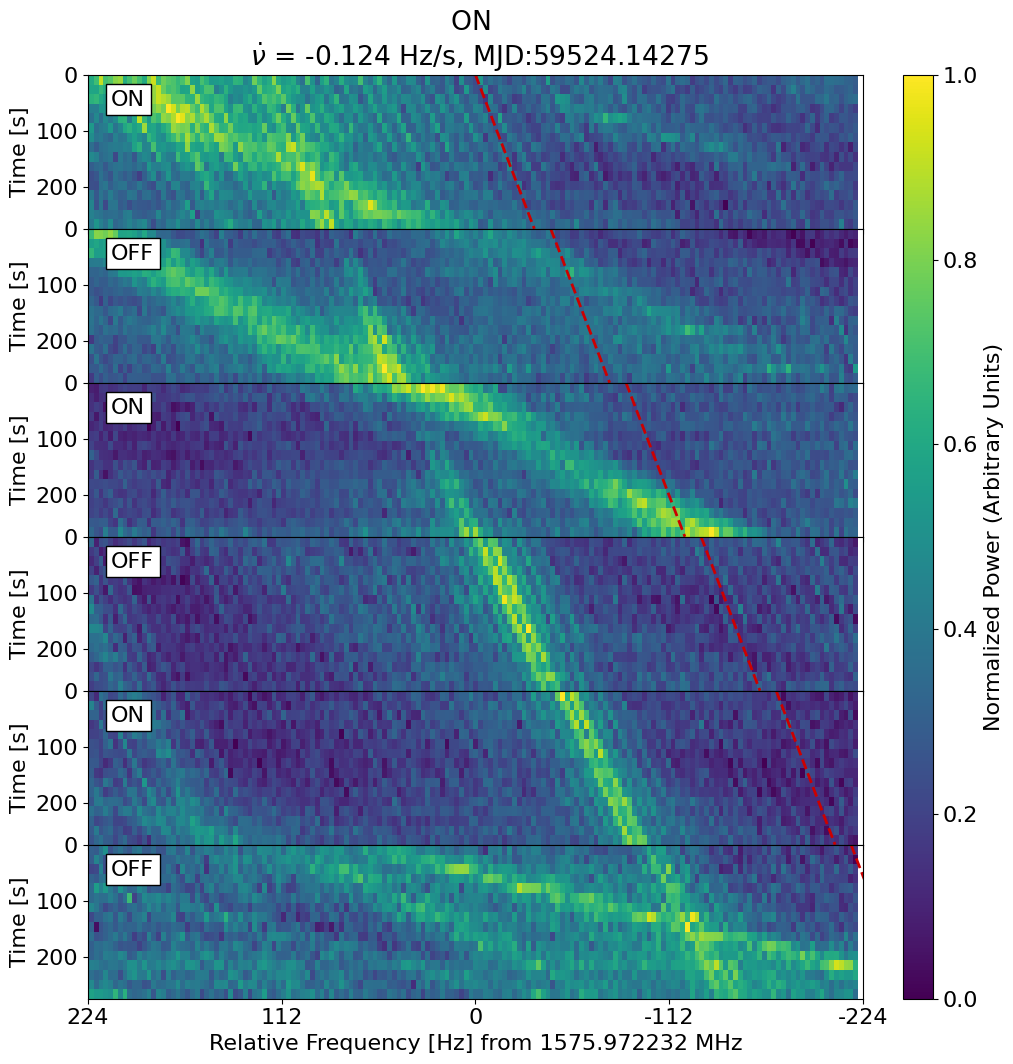 ON
ν̇ = -0.124 Hz/s, MJD:59524.14275
0
100
200
Time [s]
ON
0
100
200
Time [s]
OFF
0
100
200
Time [s]
ON
0
100
200
Time [s]
OFF
0
100
200
Time [s]
ON
0
100
200
Time [s]
OFF
224 112 0 -112 -224
Relative Frequency [Hz] from 1575.972232 MHz
1.0
0.8
0.6
0.4
0.2
0.0
Normalized Power (Arbitrary Units)